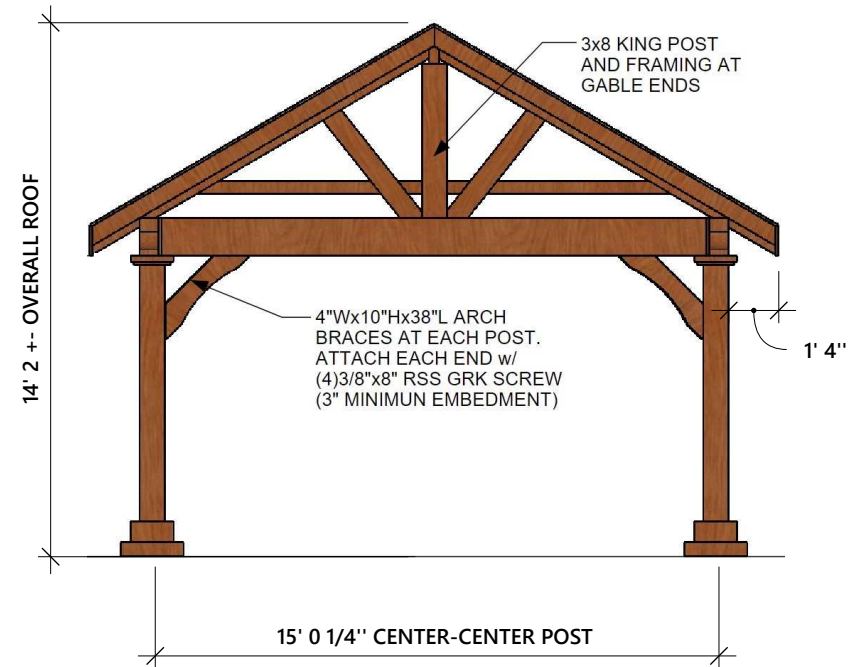 3x8 KING POST
AND FRAMING AT
GABLE ENDS
14' 2 +- OVERALL ROOF
4"Wx10"Hx38"L ARCH
BRACES AT EACH POST.
ATTACH EACH END w/
(4)3/8"x8" RSS GRK SCREW
(3" MINIMUN EMBEDMENT)
1' 4''
15' 0 1/4'' CENTER-CENTER POST